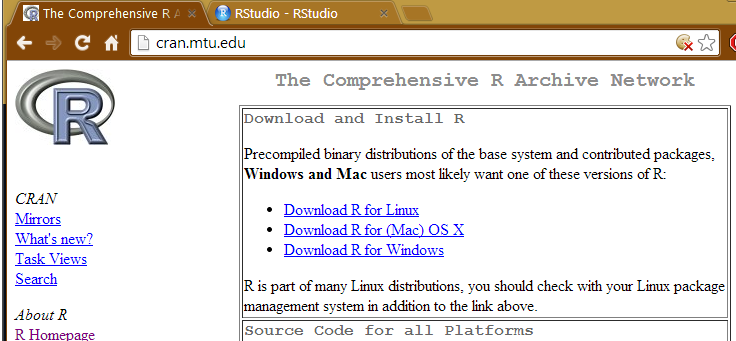 The Comprehensive R A
RStudio - RStudio
cran.mtu.edu
R
CRAN
Mirrors
What's new?
Task Views
Search
About R
R Homepage
The Comprehensive R Archive Network
Download and Install R
Precompiled binary distributions of the base system and contributed packages,
Windows and Mac users most likely want one of these versions of R:
Download R for Linux
Download R for (Mac) OS X
Download R for Windows
R is part of many Linux distributions, you should check with your Linux package
management system in addition to the link above.
Source Code for all Platforms